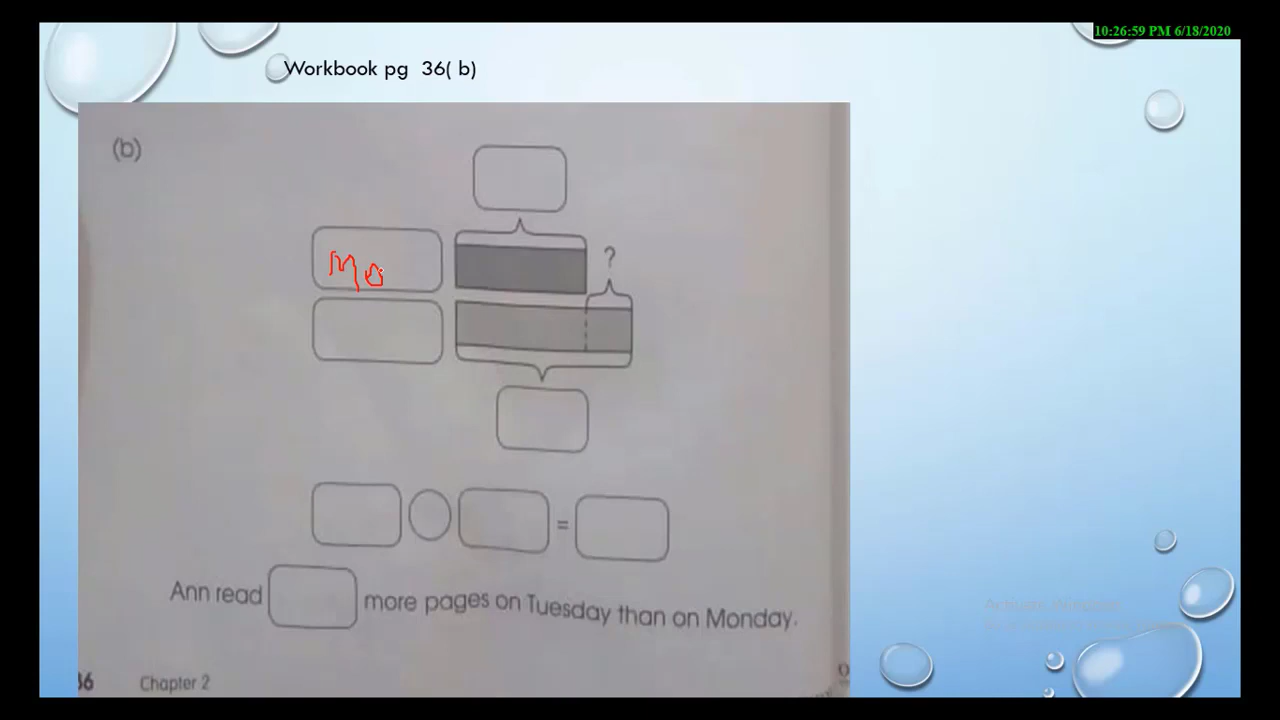 10:26:59 PM 6/18/2020
Workbook pg 36( b)
(b)
?
Mo
=
Ann read more pages on Tuesday than on Monday.
36 Chapter 2